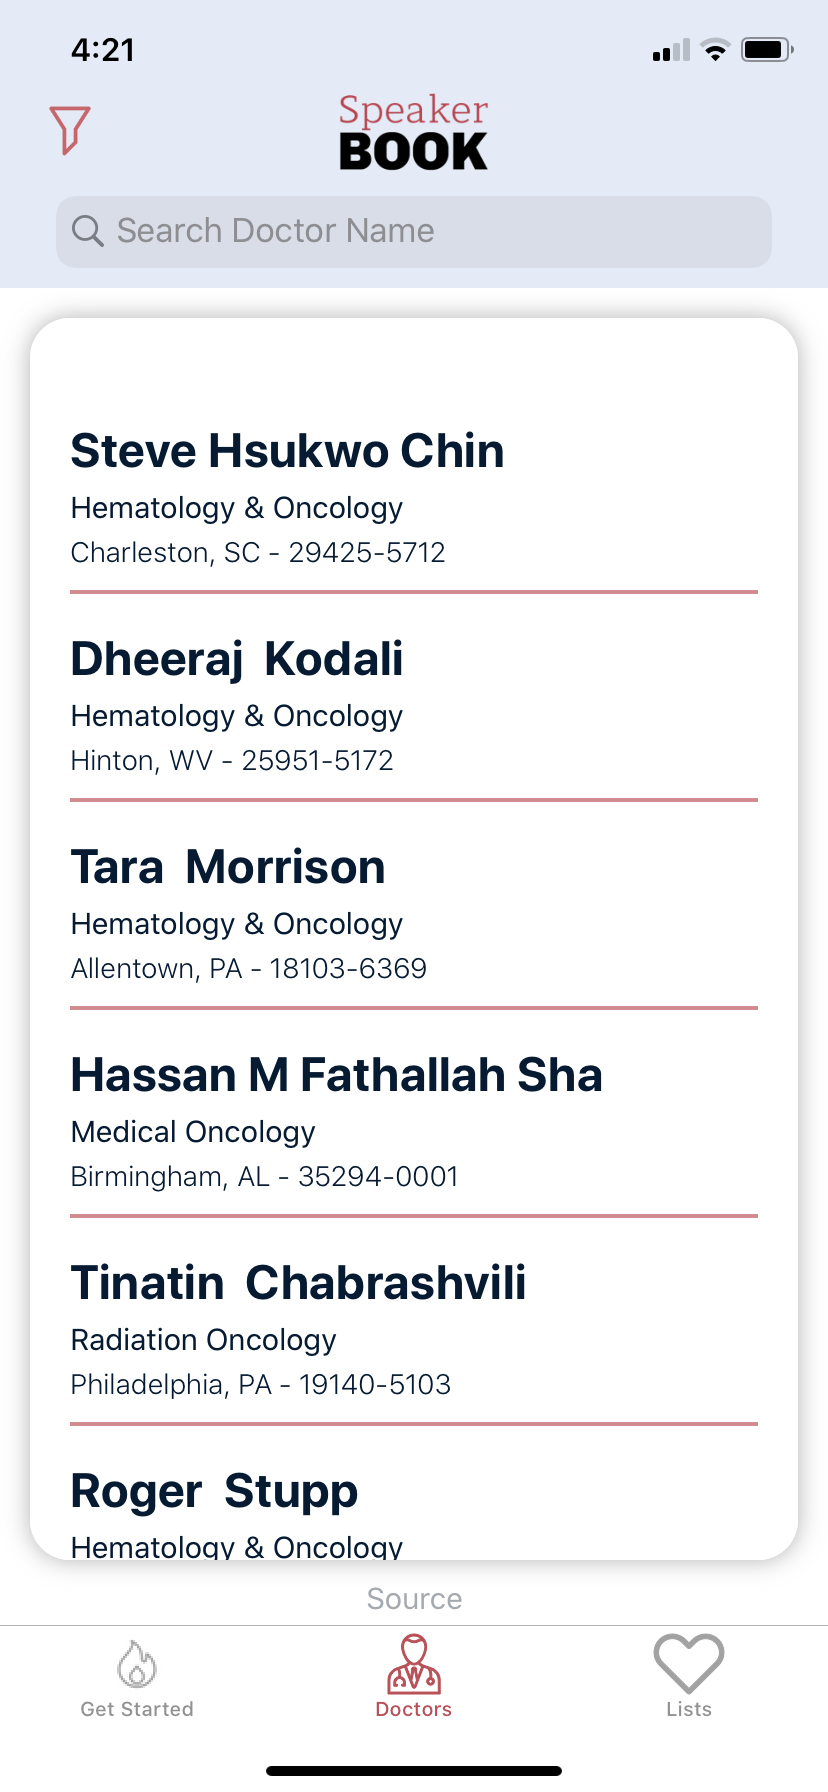 4:21
Speaker
BOOK
Search Doctor Name
Steve Hsukwo Chin
Hematology & Oncology
Charleston, SC - 29425-5712
Dheeraj  Kodali
Hematology & Oncology
Hinton, WV - 25951-5172
Tara  Morrison
Hematology & Oncology
Allentown, PA - 18103-6369
Hassan M Fathallah Sha
Medical Oncology
Birmingham, AL - 35294-0001
Tinatin  Chabrashvili
Radiation Oncology
Philadelphia, PA - 19140-5103
Roger  Stupp
Hematology & Oncology
Source
Get Started
Doctors
Lists